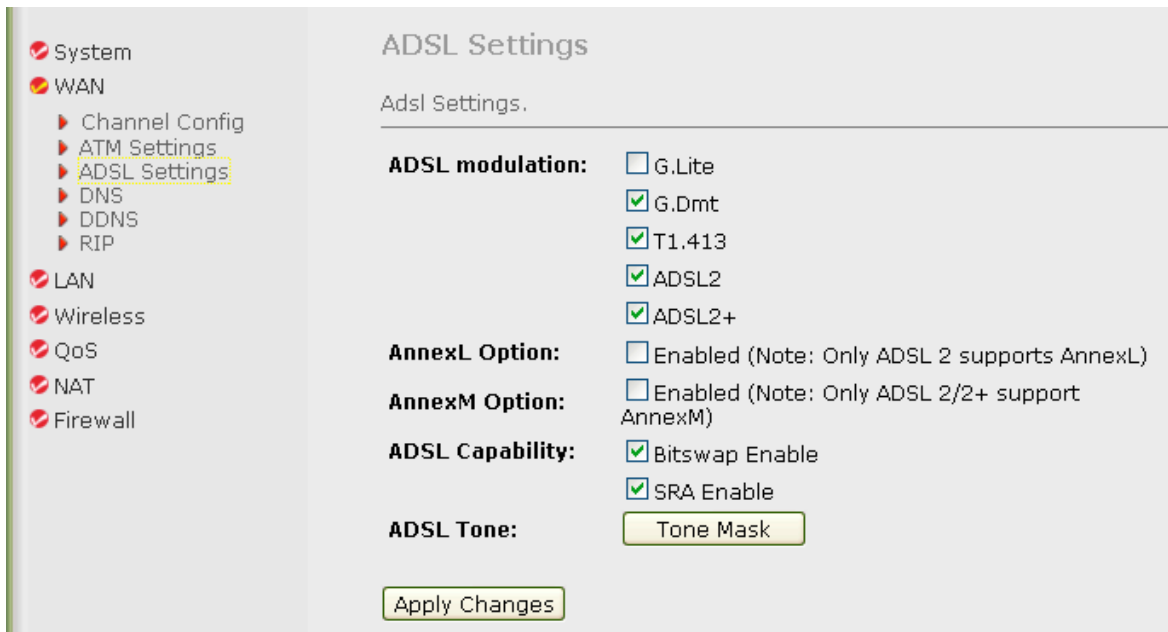 System
WAN
Channel Config
ATM Settings
ADSL Settings
DNS
DDNS
RIP
LAN
Wireless
QoS
NAT
Firewall
ADSL Settings
Adsl Settings.
ADSL modulation:
G.Lite
G.Dmt
T1.413
ADSL2
ADSL2+
AnnexL Option:
Enabled (Note: Only ADSL 2 supports AnnexL)
AnnexM Option:
Enabled (Note: Only ADSL 2/2+ support
AnnexM)
ADSL Capability:
Bitswap Enable
SRA Enable
ADSL Tone:
Tone Mask
Apply Changes